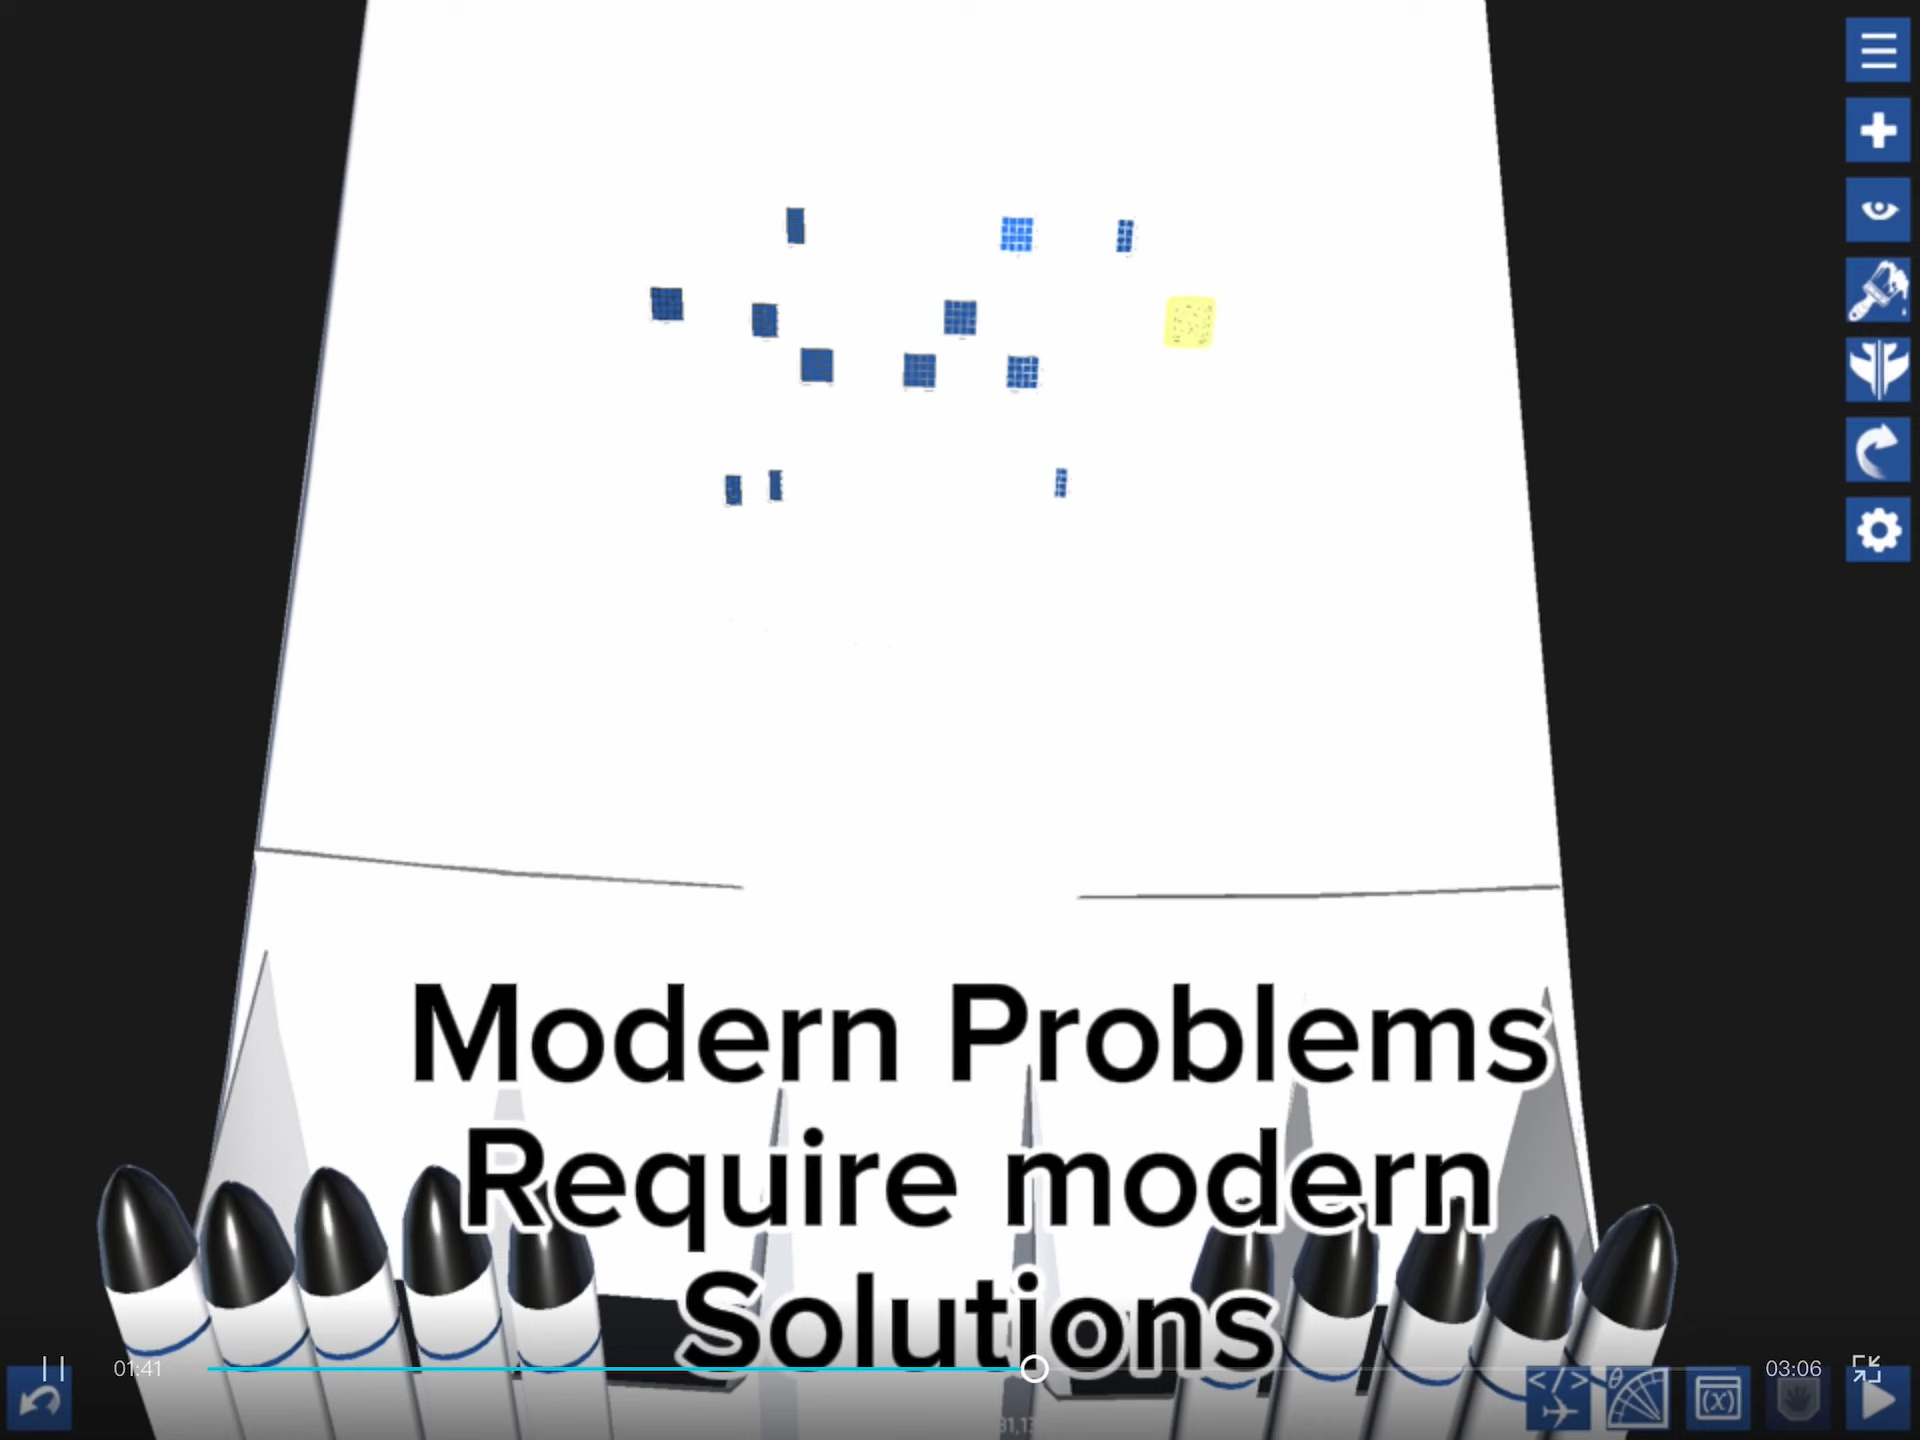 Modern Problems
Require modern
Solutions
01:41
03:06
</>
θ
(x)